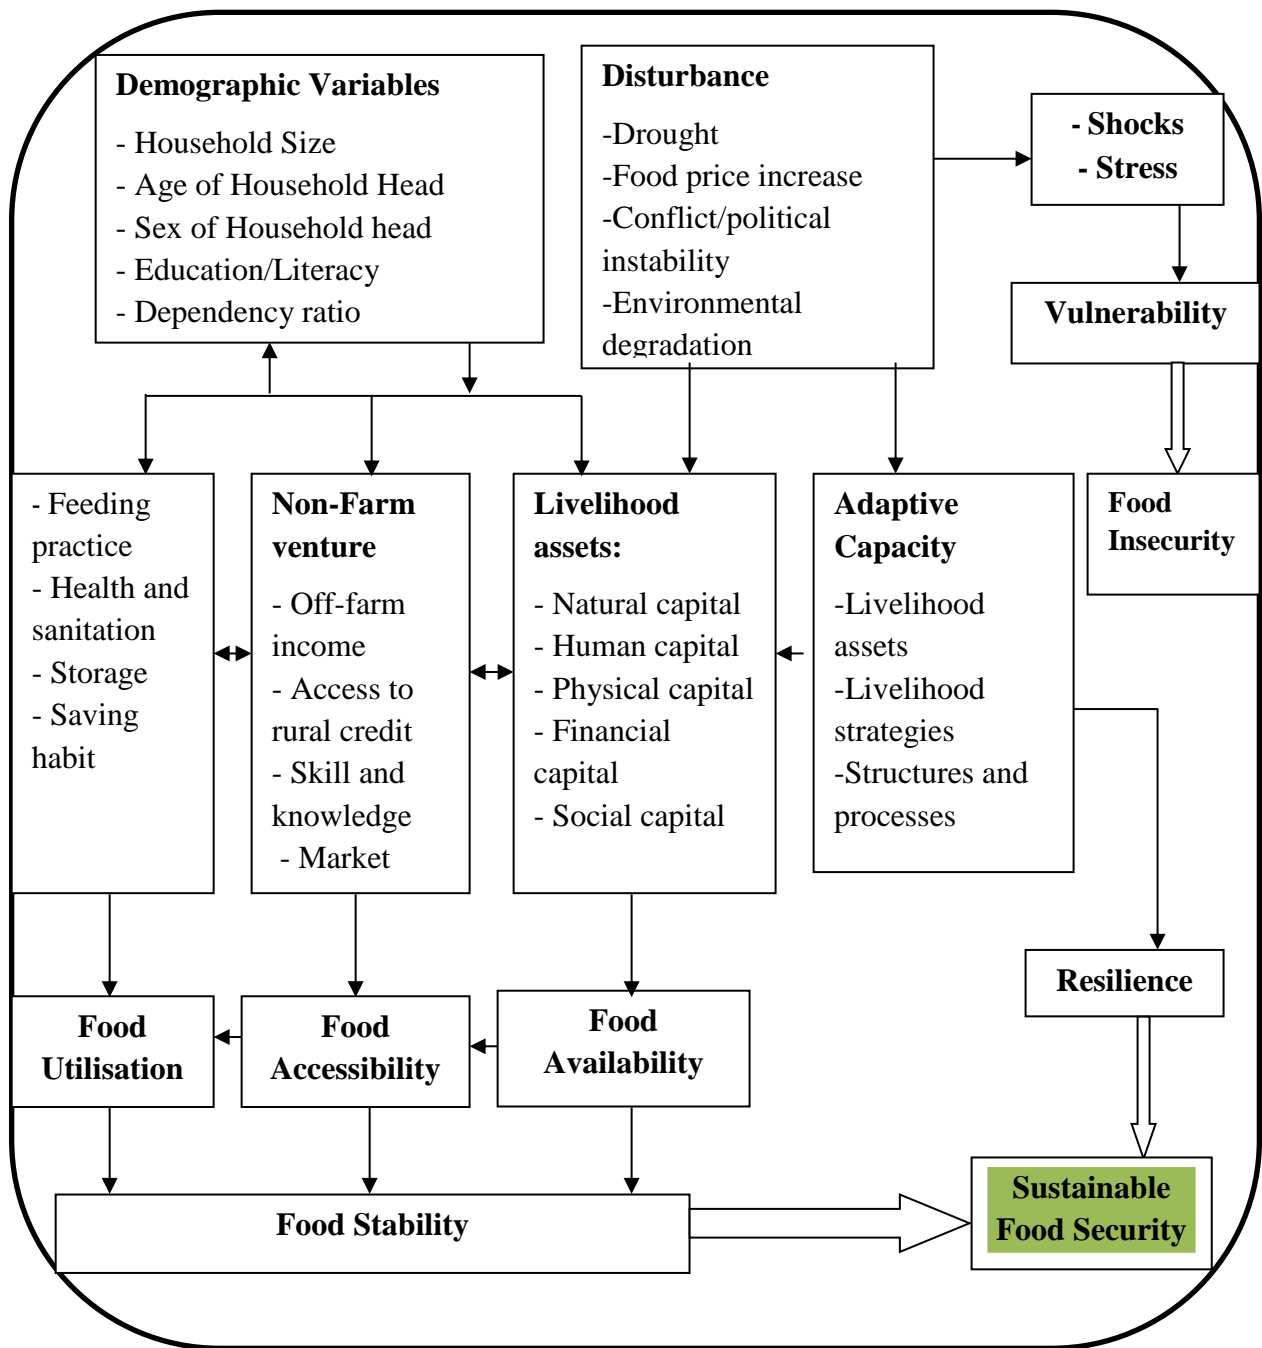 Demographic Variables
- Household Size
- Age of Household Head
- Sex of Household head
- Education/Literacy
- Dependency ratio
Disturbance
-Drought
-Food price increase
-Conflict/political
instability
-Environmental
degradation
- Shocks
- Stress
Vulnerability
- Feeding
practice
- Health and
sanitation
- Storage
- Saving
habit
Non-Farm
venture
- Off-farm
income
- Access to
rural credit
- Skill and
knowledge
- Market
Livelihood
assets:
- Natural capital
- Human capital
- Physical capital
- Financial
capital
- Social capital
Adaptive
Capacity
-Livelihood
assets
-Livelihood
strategies
-Structures and
processes
Food
Insecurity
Resilience
Food
Utilisation
Food
Accessibility
Food
Availability
Food Stability
Sustainable
Food Security